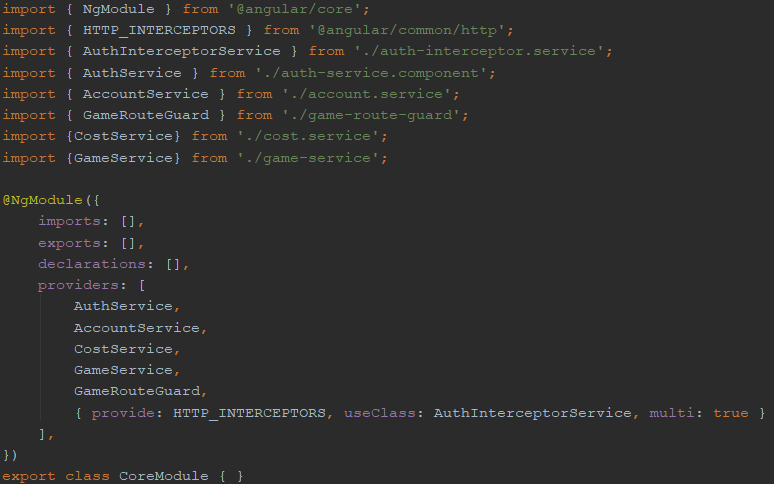 import { NgModule } from '@angular/core';
import { HTTP_INTERCEPTORS } from '@angular/common/http';
import { AuthInterceptorService } from './auth-interceptor.service';
import { AuthService } from './auth-service.component';
import { AccountService } from './account.service';
import { GameRouteGuard } from './game-route-guard';
import {CostService} from './cost.service';
import {GameService} from './game-service';

@NgModule({
    imports: [],
    exports: [],
    declarations: [],
    providers: [
        AuthService,
        AccountService,
        CostService,
        GameService,
        GameRouteGuard,
        { provide: HTTP_INTERCEPTORS, useClass: AuthInterceptorService, multi: true }
    ],
})
export class CoreModule { }